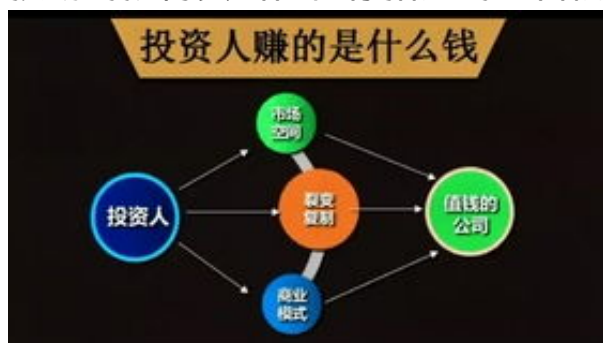 投资人赚的是什么钱
市场
空间
投资人
裂变
复制
值钱的
公司
商业
模式